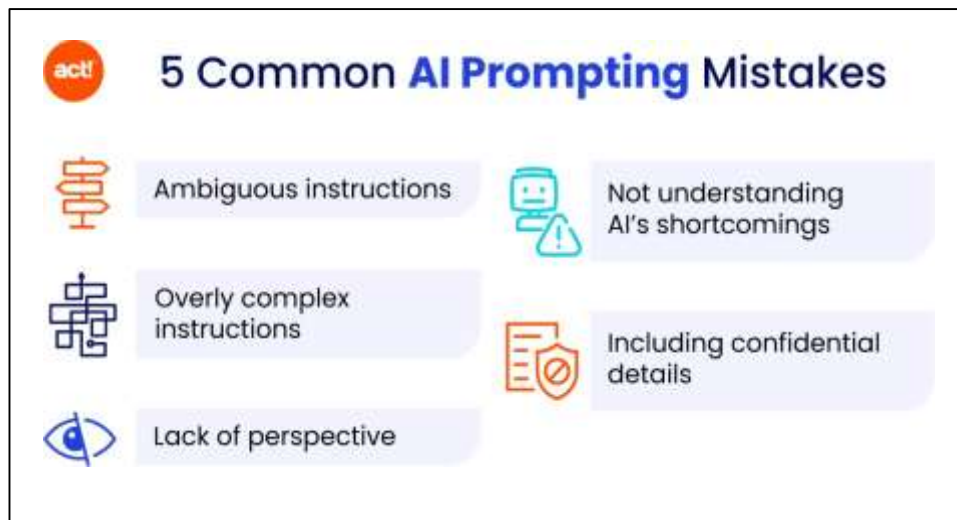 act!
5 Common AI Prompting Mistakes
Ambiguous instructions
Overly complex
instructions
Lack of perspective
Not understanding
AI's shortcomings
Including confidential
details